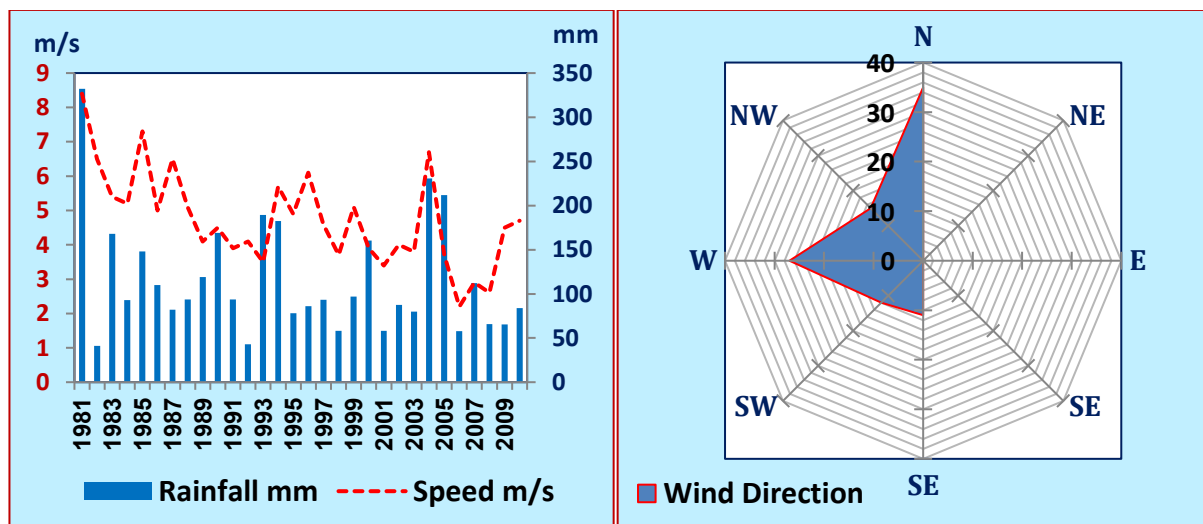 m/s
mm
9
8
7
6
5
4
3
2
1
0
350
300
250
200
150
100
50
0
1981
1983
1985
1987
1989
1991
1993
1995
1997
1999
2001
2003
2005
2007
2009
Rainfall mm
Speed m/s
N
NE
E
SE
SE
SW
W
NW
40
30
20
10
0
Wind Direction